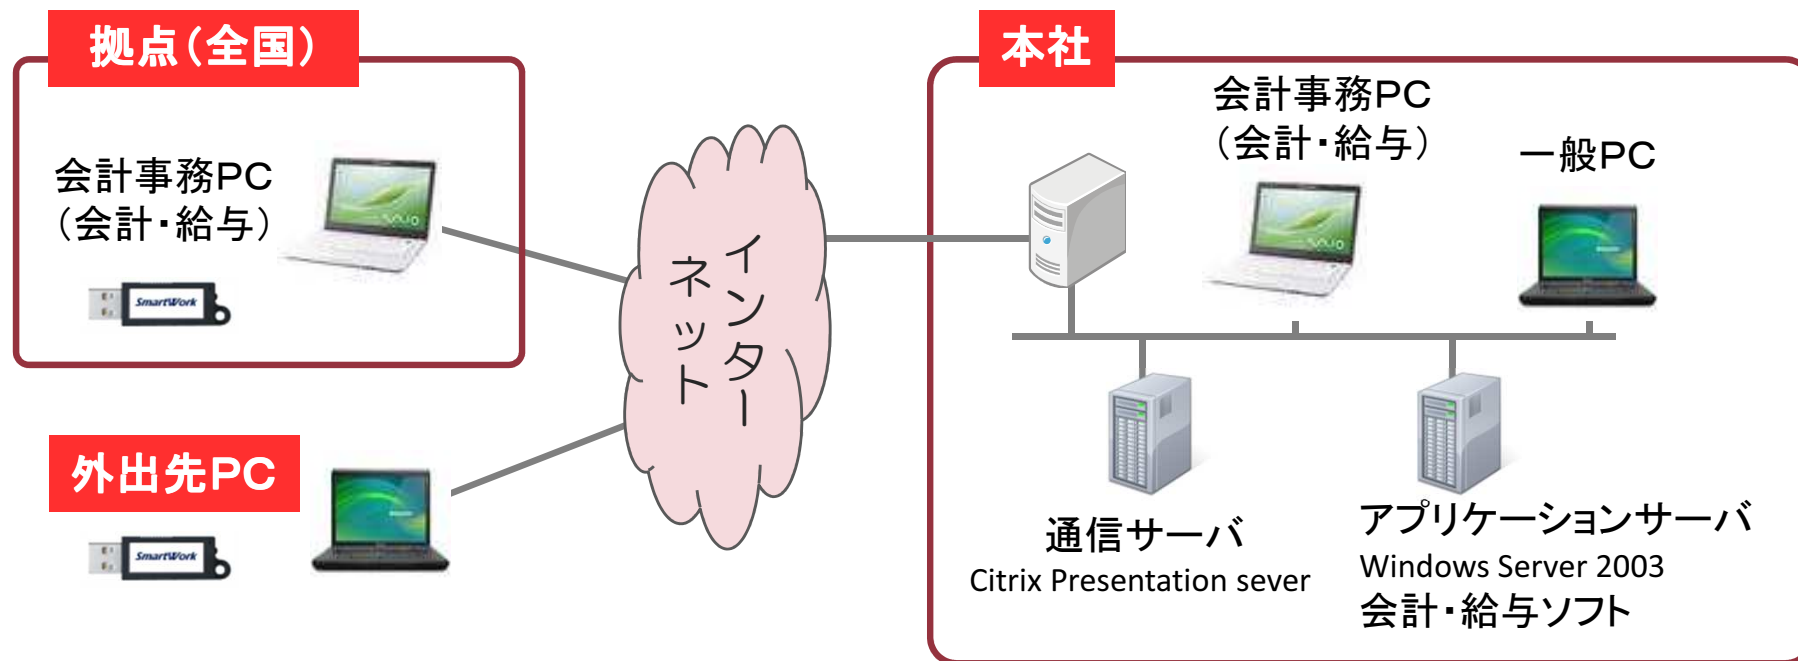 拠点(全国)
会計事務PC
(会計・給与)
SmartWork
外出先PC
SmartWork
インター
ネット
本社
会計事務PC
(会計・給与)
一般PC
通信サーバ
Citrix Presentation sever
アプリケーションサーバ
Windows Server 2003
会計・給与ソフト